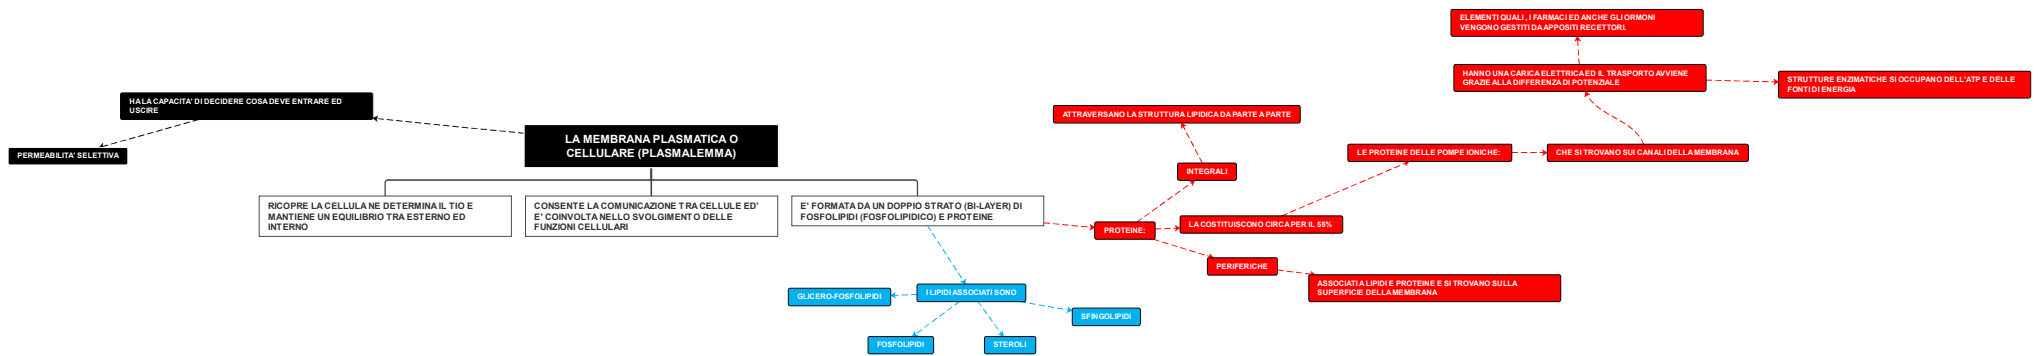 ELEMENTI QUALI , I FARMACI ED ANCHE GLI ORMONI
VENGONO GESTITI DA APPOSITI RECETTORI.
HANNO UNA CARICA ELETTRICA ED IL TRASPORTO AVVIENE
GRAZIE ALLA DIFFERENZA DI POTENZIALE
STRUTTURE ENZIMATICHE SI OCCUPANO DELL'ATP E DELLE
FONTI DI ENERGIA
HA LA CAPACITA' DI DECIDERE COSA DEVE ENTRARE ED
USCIRE
ATTRAVERSANO LA STRUTTURA LIPIDICA DA PARTE A PARTE
LA MEMBRANA PLASMATICA O
CELLULARE (PLASMALEMMA)
PERMEABILITA' SELETTIVA
LE PROTEINE DELLE POMPE IONICHE:
CHE SI TROVANO SUI CANALI DELLA MEMBRANA
INTEGRALI
RICOPRE LA CELLULA NE DETERMINA IL TIO E
MANTIENE UN EQUILIBRIO TRA ESTERNO ED
INTERNO
CONSENTE LA COMUNICAZIONE TRA CELLULE ED'
E' COINVOLTA NELLO SVOLGIMENTO DELLE
FUNZIONI CELLULARI
E' FORMATA DA UN DOPPIO STRATO (BI-LAYER) DI
FOSFOLIPIDI (FOSFOLIPIDICO) E PROTEINE
PROTEINE:
LA COSTITUISCONO CIRCA PER IL 55%
PERIFERICHE
ASSOCIATI A LIPIDI E PROTEINE E SI TROVANO SULLA
SUPERFICIE DELLA MEMBRANA
GLICERO-FOSFOLIPIDI
I LIPIDI ASSOCIATI SONO
SFINGOLIPIDI
FOSFOLIPIDI
STEROLI